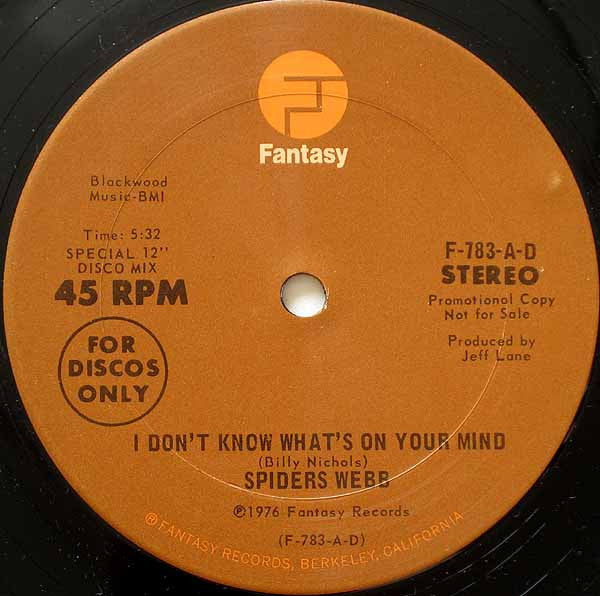 Fantasy
Blackwood
Music-BMI
Time: 5:32
SPECIAL 12''
DISCO MIX
45 RPM
FOR
DISCOS
ONLY
F-783-A-D
STEREO
Promotional Copy
Not for Sale
Produced by
Jeff Lane
I DON'T KNOW WHAT'S ON YOUR MIND
(Billy Nichols)
SPIDERS WEBB
℗1976 Fantasy Records
(F-783-A-D)
® FANTASY RECORDS, BERKELEY, CALIFORNIA